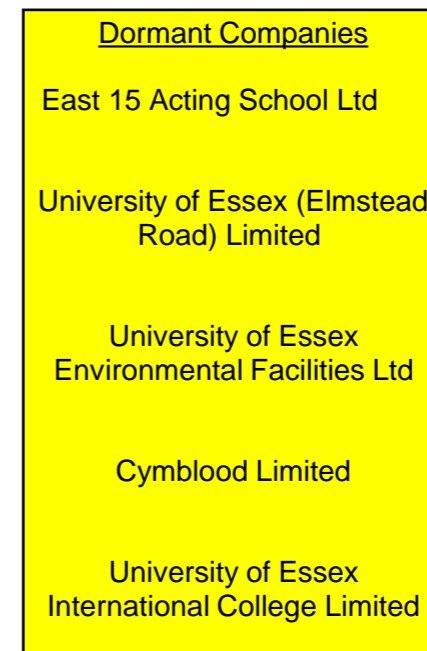 Dormant Companies
East 15 Acting School Ltd
University of Essex (Elmstead
Road) Limited
University of Essex
Environmental Facilities Ltd
Cymblood Limited
University of Essex
International College Limited